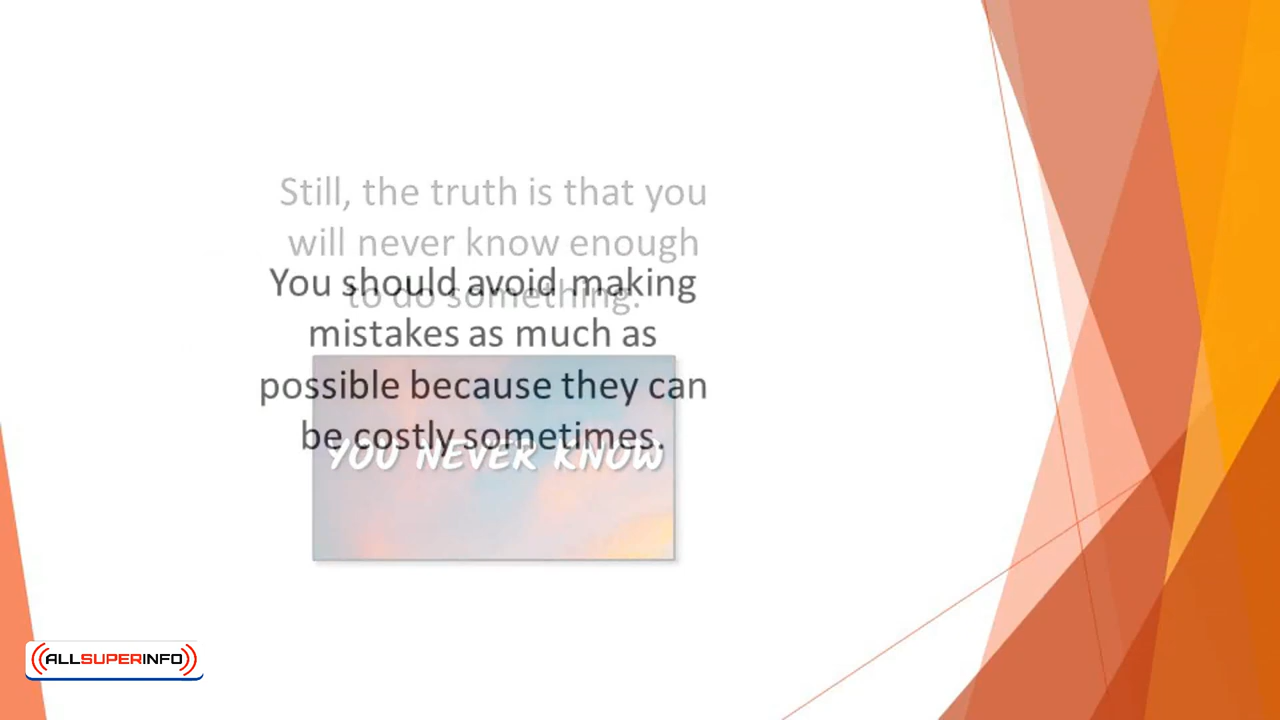 Still, the truth is that you
will never know enough
to do something.
You should avoid making
mistakes as much as
possible because they can
be costly sometimes.
YOU NEVER KNOW
ALLSUPERINFO